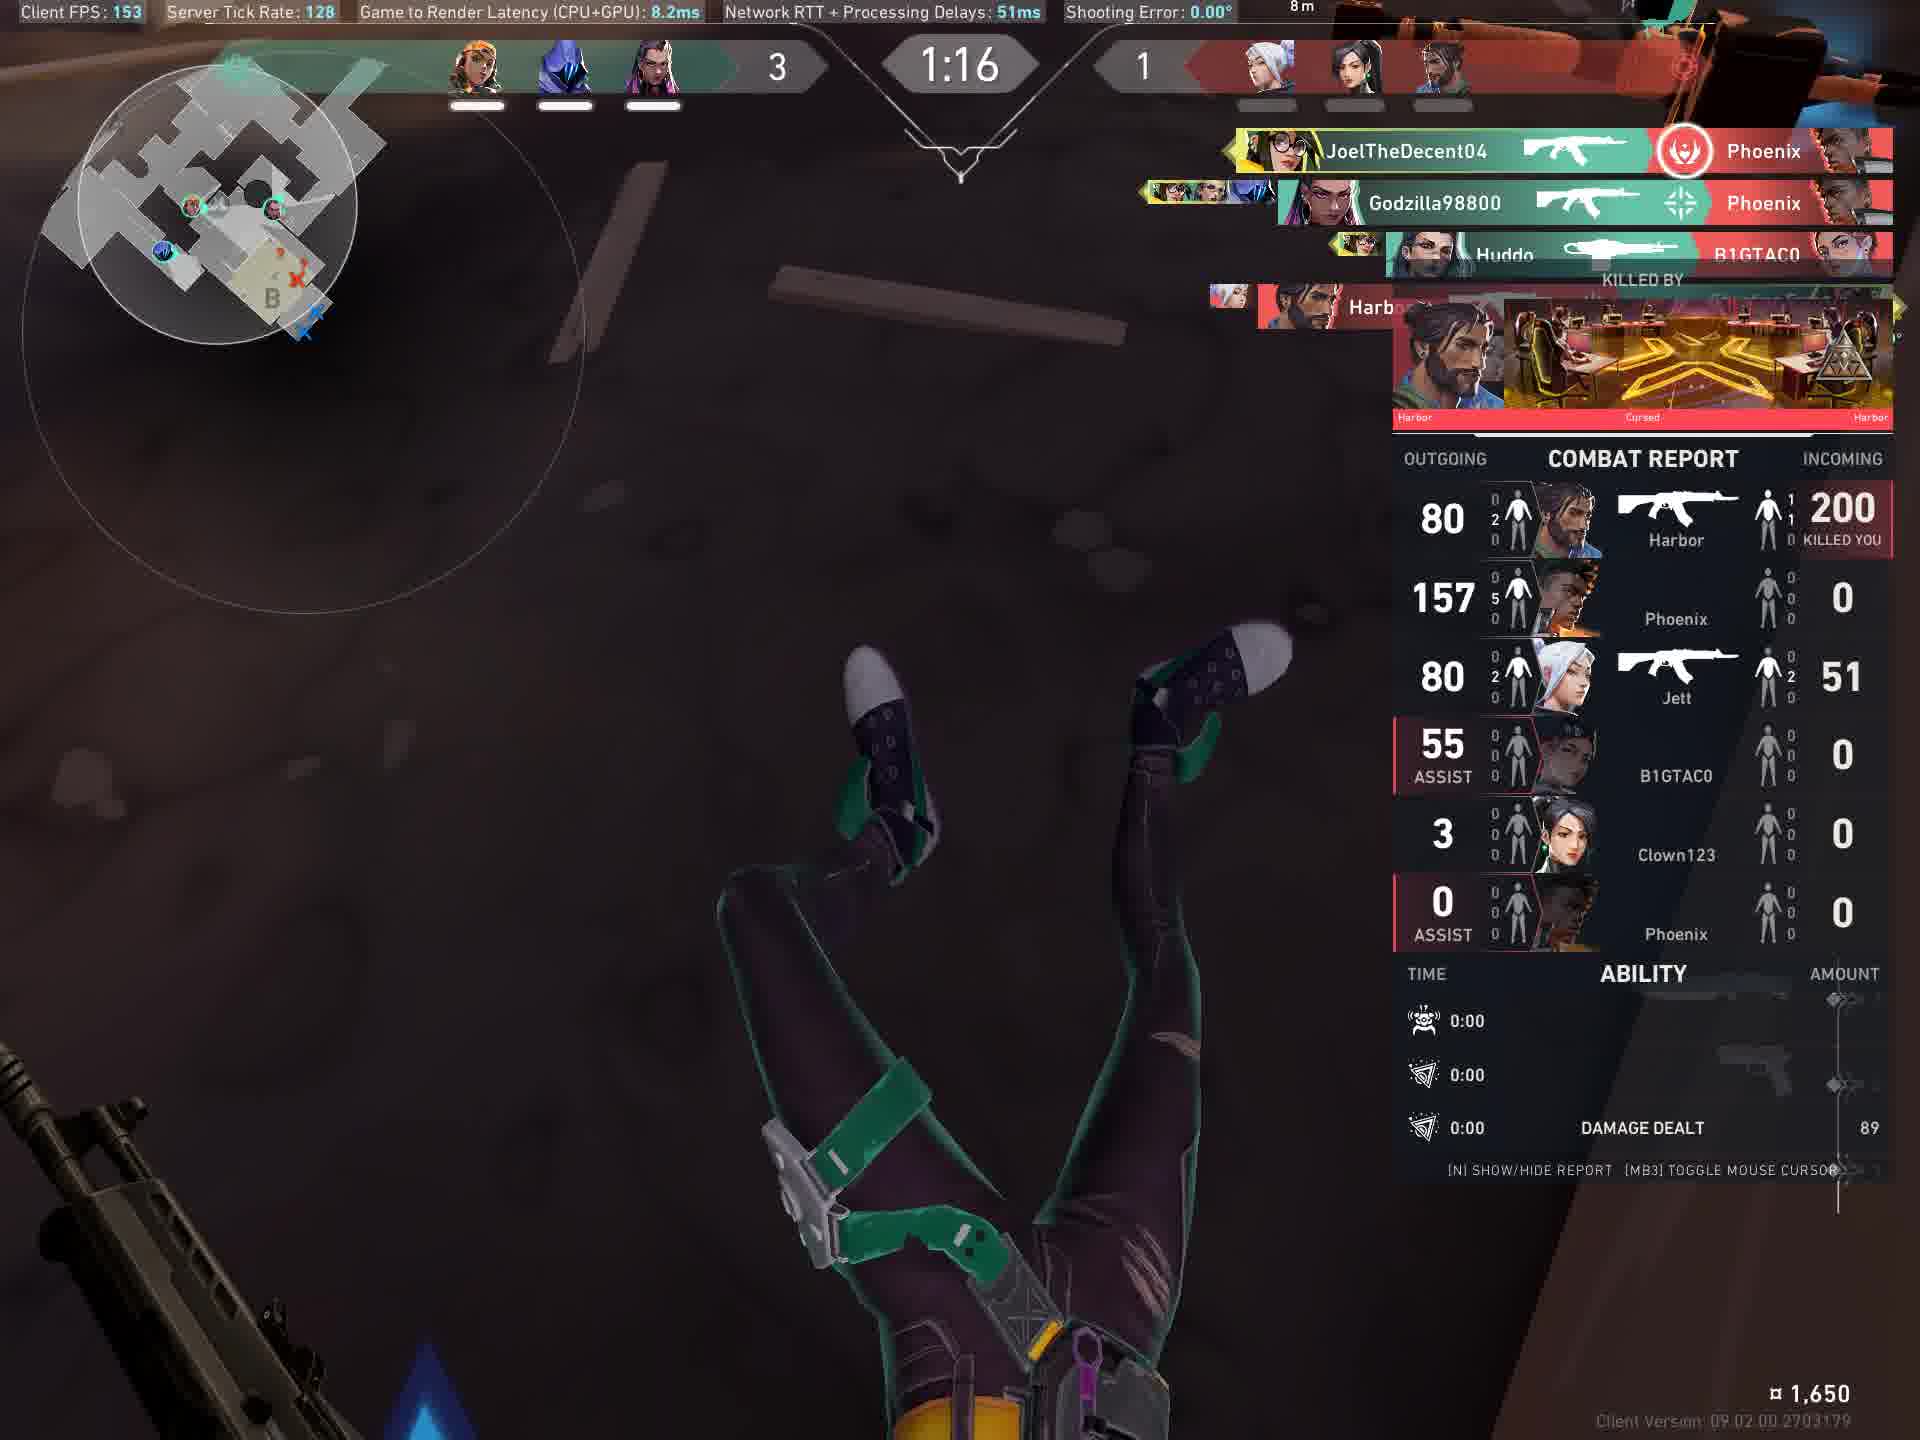 Client FPS: 153 Server Tick Rate: 128 Game to Render Latency (CPU+GPU): 8.2ms Network RTT + Processing Delays: 51ms Shooting Error: 0.00° 8m
3 1:16 1
JoelTheDecent04 Phoenix
Godzilla98800 Phoenix
Huddo B1GTAC0
KILLED BY
Harbo
B
Harbor Cursed Harbor
OUTGOING COMBAT REPORT INCOMING
80 0 2 0 Harbor 1 1 0 200 KILLED YOU
157 0 5 0 Phoenix 0 0 0 0
80 0 2 0 Jett 0 2 0 51
55 ASSIST 0 0 0 B1GTAC0 0 0 0 0
3 0 0 0 Clown123 0 0 0 0
0 ASSIST 0 0 0 Phoenix 0 0 0 0
TIME ABILITY AMOUNT
0:00
0:00
0:00 DAMAGE DEALT 89
[N] SHOW/HIDE REPORT [MB3] TOGGLE MOUSE CURSOR
¤ 1,650
Client Version: 09.02.00.2703179